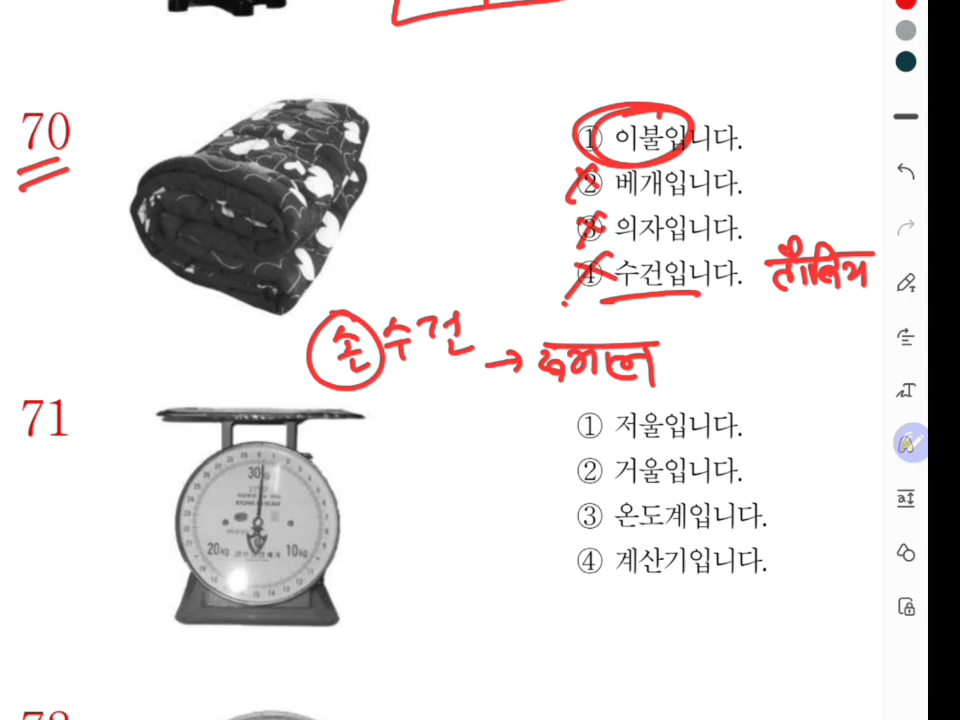 70
① 이불입니다.
② 베개입니다.
③ 의자입니다.
④ 수건입니다. तौलिय
손수건 → रुमाल
71
30kg
20kg 10kg
① 저울입니다.
② 거울입니다.
③ 온도계입니다.
④ 계산기입니다.